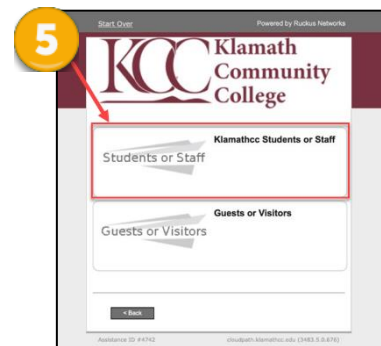 5
Start Over
Powered by Ruckus Networks
KCC
Klamath
Community
College
Klamathcc Students or Staff
Students or Staff
Guests or Visitors
Guests or Visitors
< Back
Assistance ID #4742
cloudpath.klamathcc.edu (3483.5.0.676)